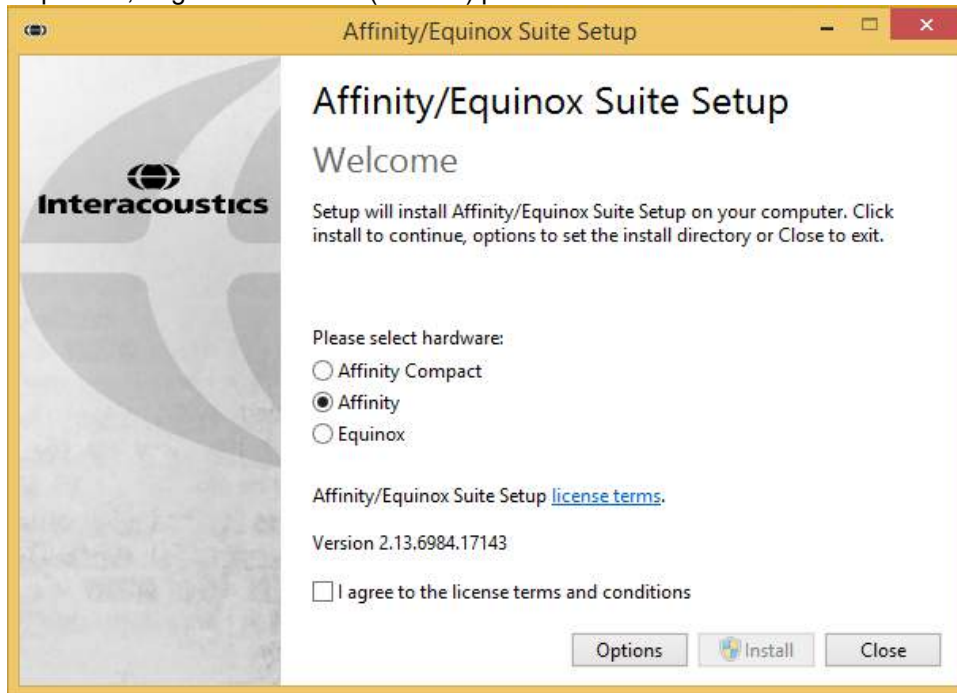 Affinity/Equinox Suite Setup
Affinity/Equinox Suite Setup
Welcome
Interacoustics
Setup will install Affinity/Equinox Suite Setup on your computer. Click
install to continue, options to set the install directory or Close to exit.
Please select hardware:
Affinity Compact
Affinity
Equinox
Affinity/Equinox Suite Setup license terms.
Version 2.13.6984.17143
I agree to the license terms and conditions
Options Install Close